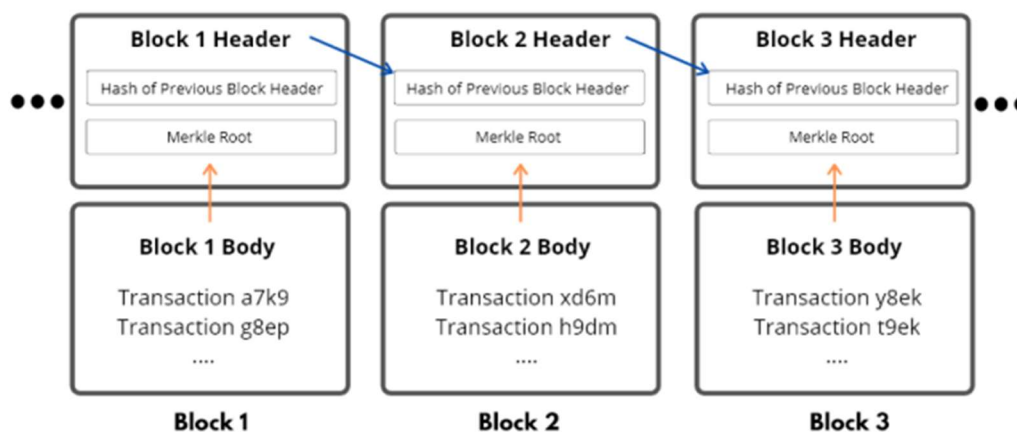 Block 1 Header
Hash of Previous Block Header
Merkle Root
Block 1 Body
Transaction a7k9
Transaction g8ep
....
Block 1
Block 2 Header
Hash of Previous Block Header
Merkle Root
Block 2 Body
Transaction xd6m
Transaction h9dm
....
Block 2
Block 3 Header
Hash of Previous Block Header
Merkle Root
Block 3 Body
Transaction y8ek
Transaction t9ek
....
Block 3